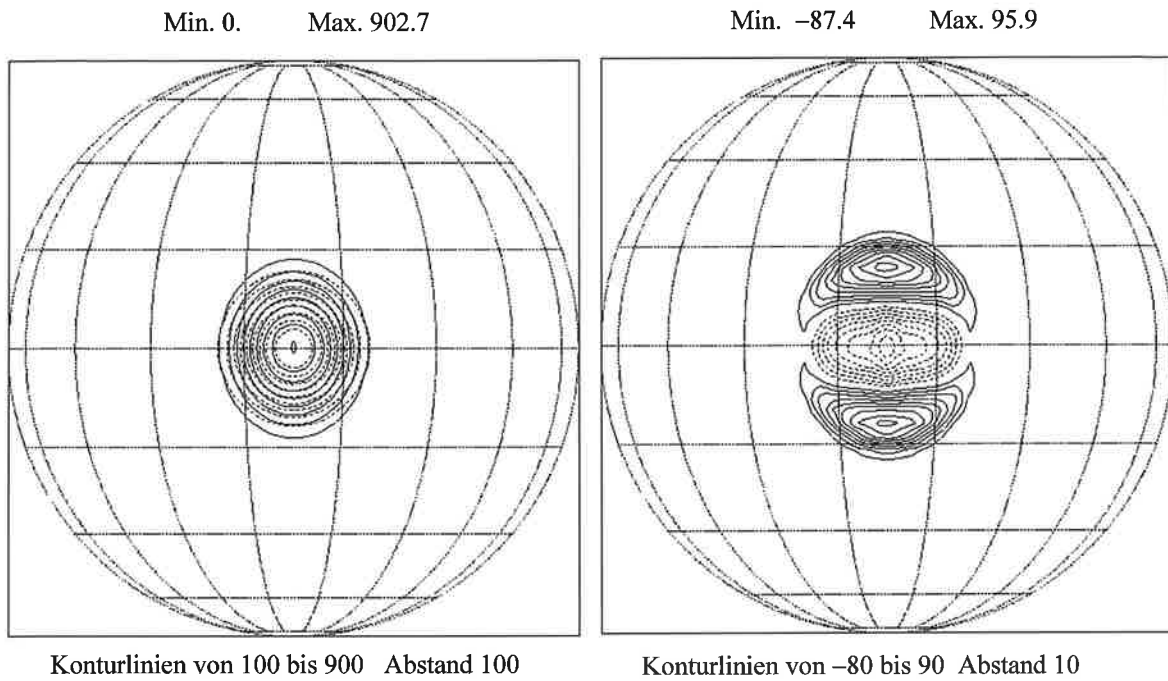 Min. 0. Max. 902.7
Min. −87.4 Max. 95.9
Konturlinien von 100 bis 900 Abstand 100
Konturlinien von −80 bis 90 Abstand 10